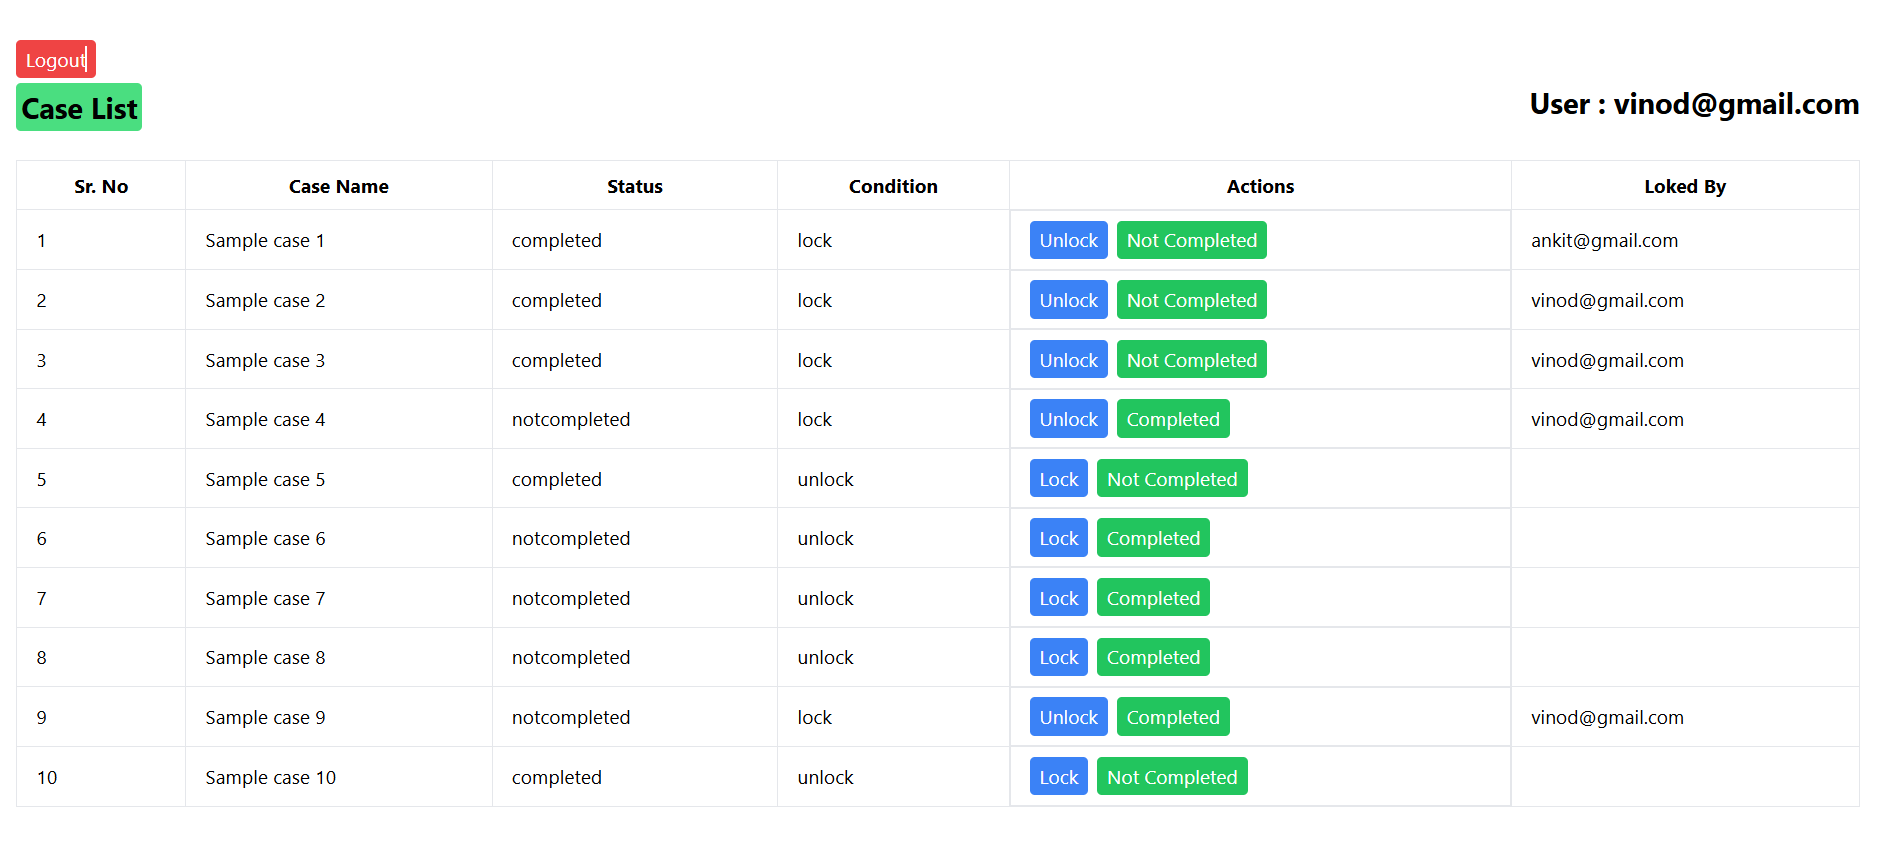 Logout
Case List
User : vinod@gmail.com
Sr. No Case Name Status Condition Actions Loked By
1 Sample case 1 completed lock Unlock Not Completed ankit@gmail.com
2 Sample case 2 completed lock Unlock Not Completed vinod@gmail.com
3 Sample case 3 completed lock Unlock Not Completed vinod@gmail.com
4 Sample case 4 notcompleted lock Unlock Completed vinod@gmail.com
5 Sample case 5 completed unlock Lock Not Completed
6 Sample case 6 notcompleted unlock Lock Completed
7 Sample case 7 notcompleted unlock Lock Completed
8 Sample case 8 notcompleted unlock Lock Completed
9 Sample case 9 notcompleted lock Unlock Completed vinod@gmail.com
10 Sample case 10 completed unlock Lock Not Completed